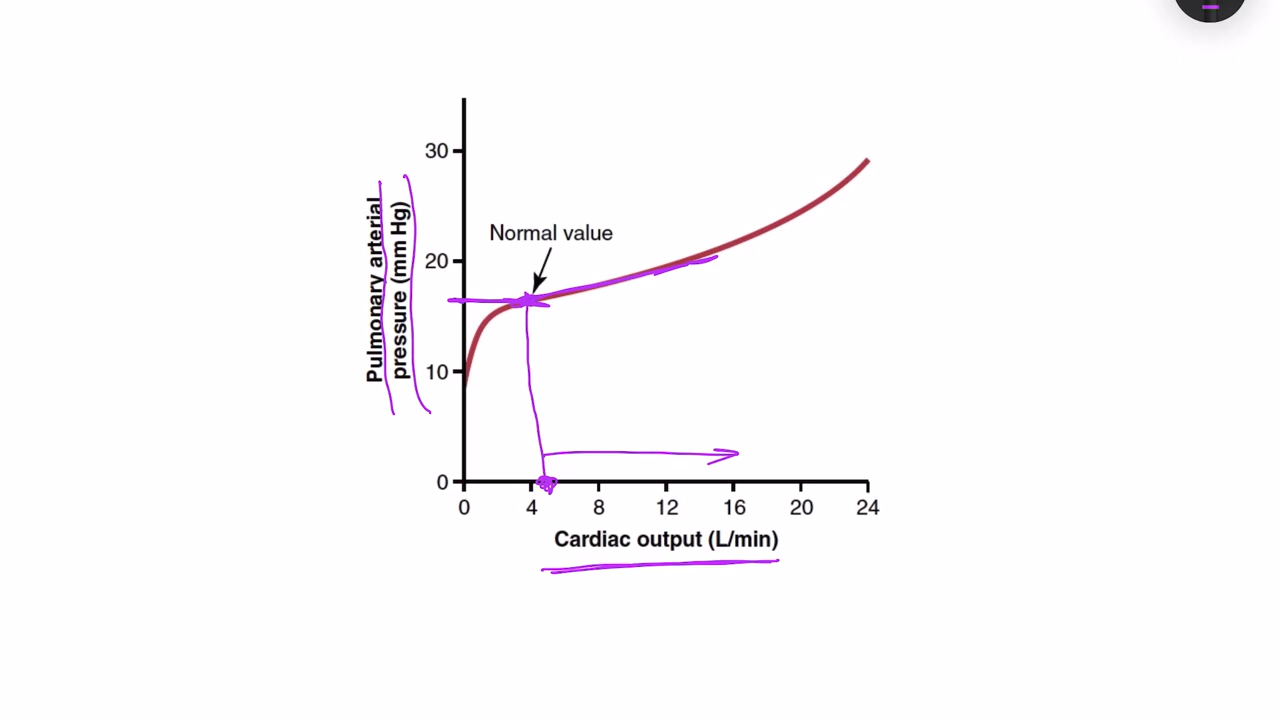 30
Pulmonary arterial
pressure (mm Hg)
Normal value
20
10
0
0 4 8 12 16 20 24
Cardiac output (L/min)